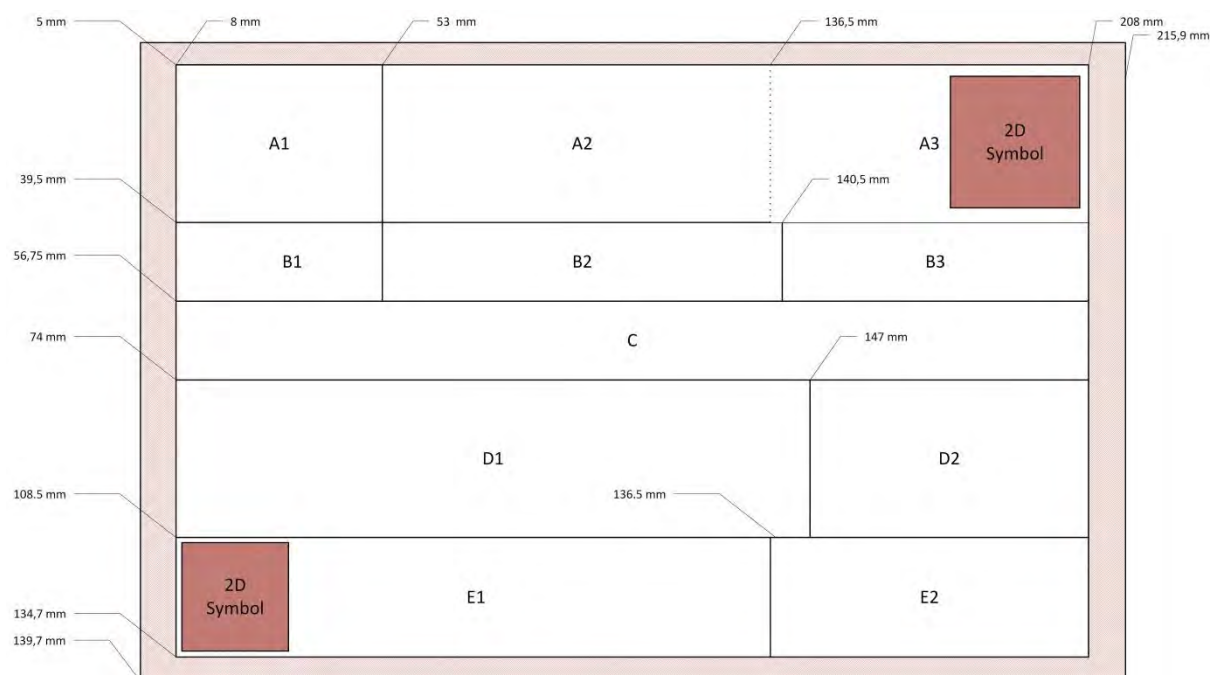 5 mm
8 mm
53 mm
136,5 mm
208 mm
215,9 mm
A1
A2
A3
2D
Symbol
39,5 mm
140,5 mm
B1
B2
B3
56,75 mm
C
74 mm
147 mm
D1
D2
108.5 mm
136.5 mm
2D
Symbol
E1
E2
134,7 mm
139,7 mm